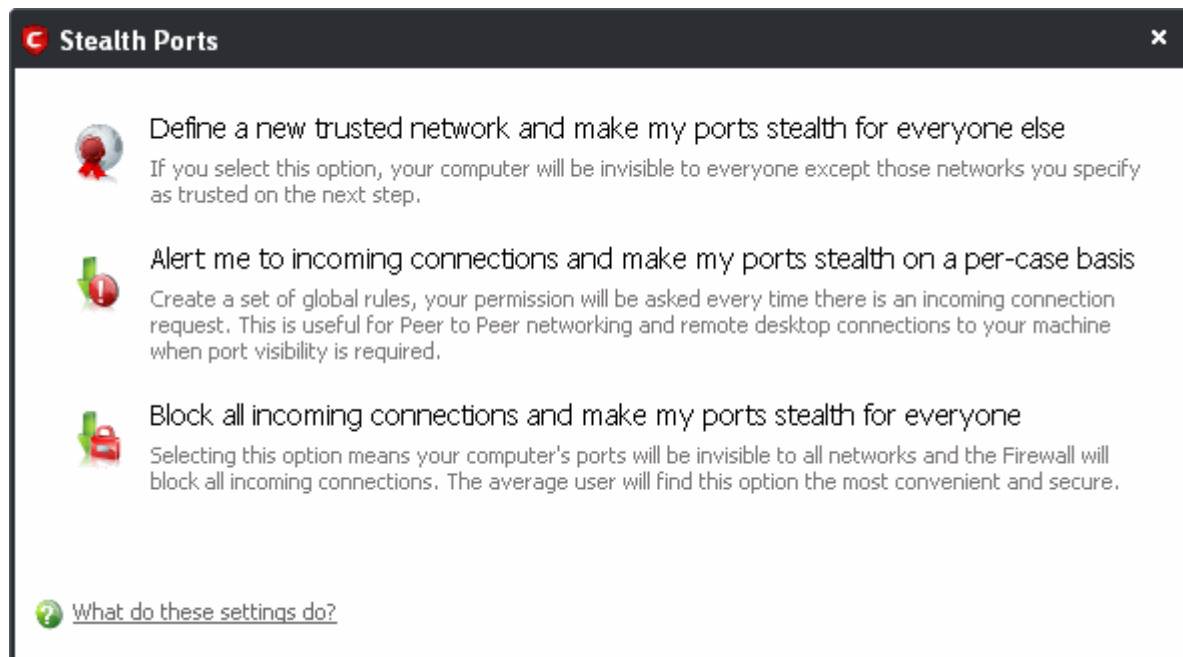 Stealth Ports
Define a new trusted network and make my ports stealth for everyone else
If you select this option, your computer will be invisible to everyone except those networks you specify
as trusted on the next step.
Alert me to incoming connections and make my ports stealth on a per-case basis
Create a set of global rules, your permission will be asked every time there is an incoming connection
request. This is useful for Peer to Peer networking and remote desktop connections to your machine
when port visibility is required.
Block all incoming connections and make my ports stealth for everyone
Selecting this option means your computer's ports will be invisible to all networks and the Firewall will
block all incoming connections. The average user will find this option the most convenient and secure.
What do these settings do?